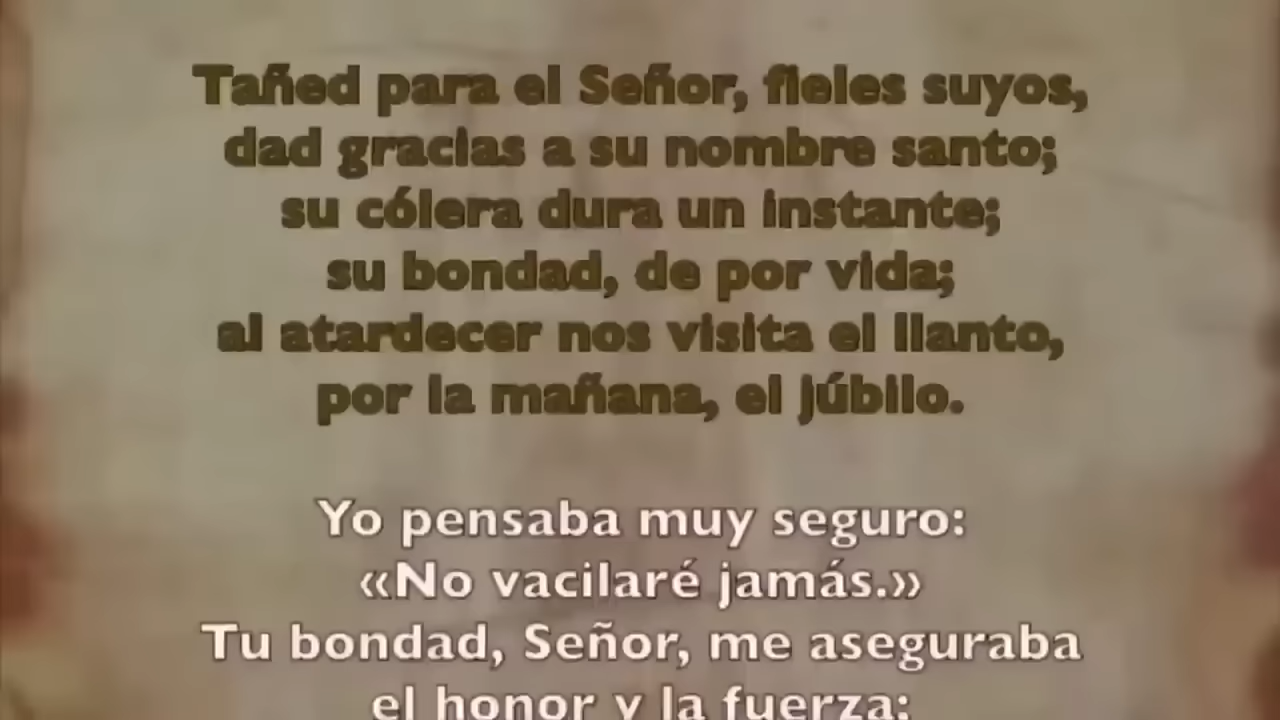 Tañed para el Señor, fieles suyos,
dad gracias a su nombre santo;
su cólera dura un instante;
su bondad, de por vida;
al atardecer nos visita el llanto,
por la mañana, el júbilo.
Yo pensaba muy seguro:
«No vacilaré jamás.»
Tu bondad, Señor, me aseguraba
el honor y la fuerza;